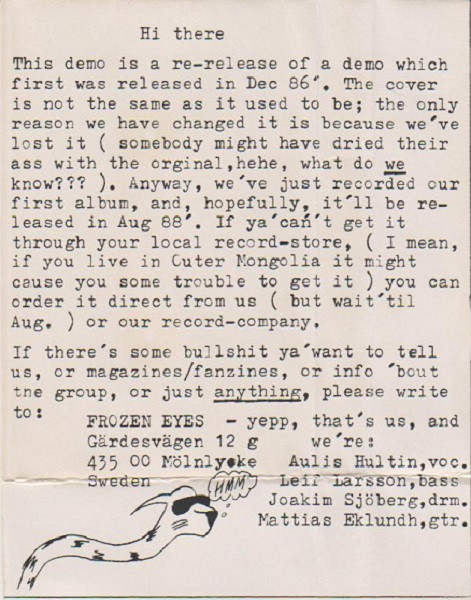 Hi there
This demo is a re-release of a demo which
first was released in Dec 86´. The cover
is not the same as it used to be; the only
reason we have changed it is because we´ve
lost it ( somebody might have dried their
ass with the orginal,hehe, what do we
know??? ). Anyway, we´ve just recorded our
first album, and, hopefully, it´ll be re-
leased in Aug 88´. If ya´can´t get it
through your local record-store, ( I mean,
if you live in Outer Mongolia it might
cause you some trouble to get it ) you can
order it direct from us ( but wait´til
Aug. ) or our record-company.
If there´s some bullshit ya´want to tell
us, or magazines/fanzines, or info ´bout
the group, or just anything, please write
to:
FROZEN EYES - yepp, that´s us, and
Gärdesvägen 12 g we´re:
435 00 Mölnlycke Aulis Hultin,voc.
Sweden HMM Leif Larsson,bass
Joakim Sjöberg,drm.
Mattias Eklundh,gtr.